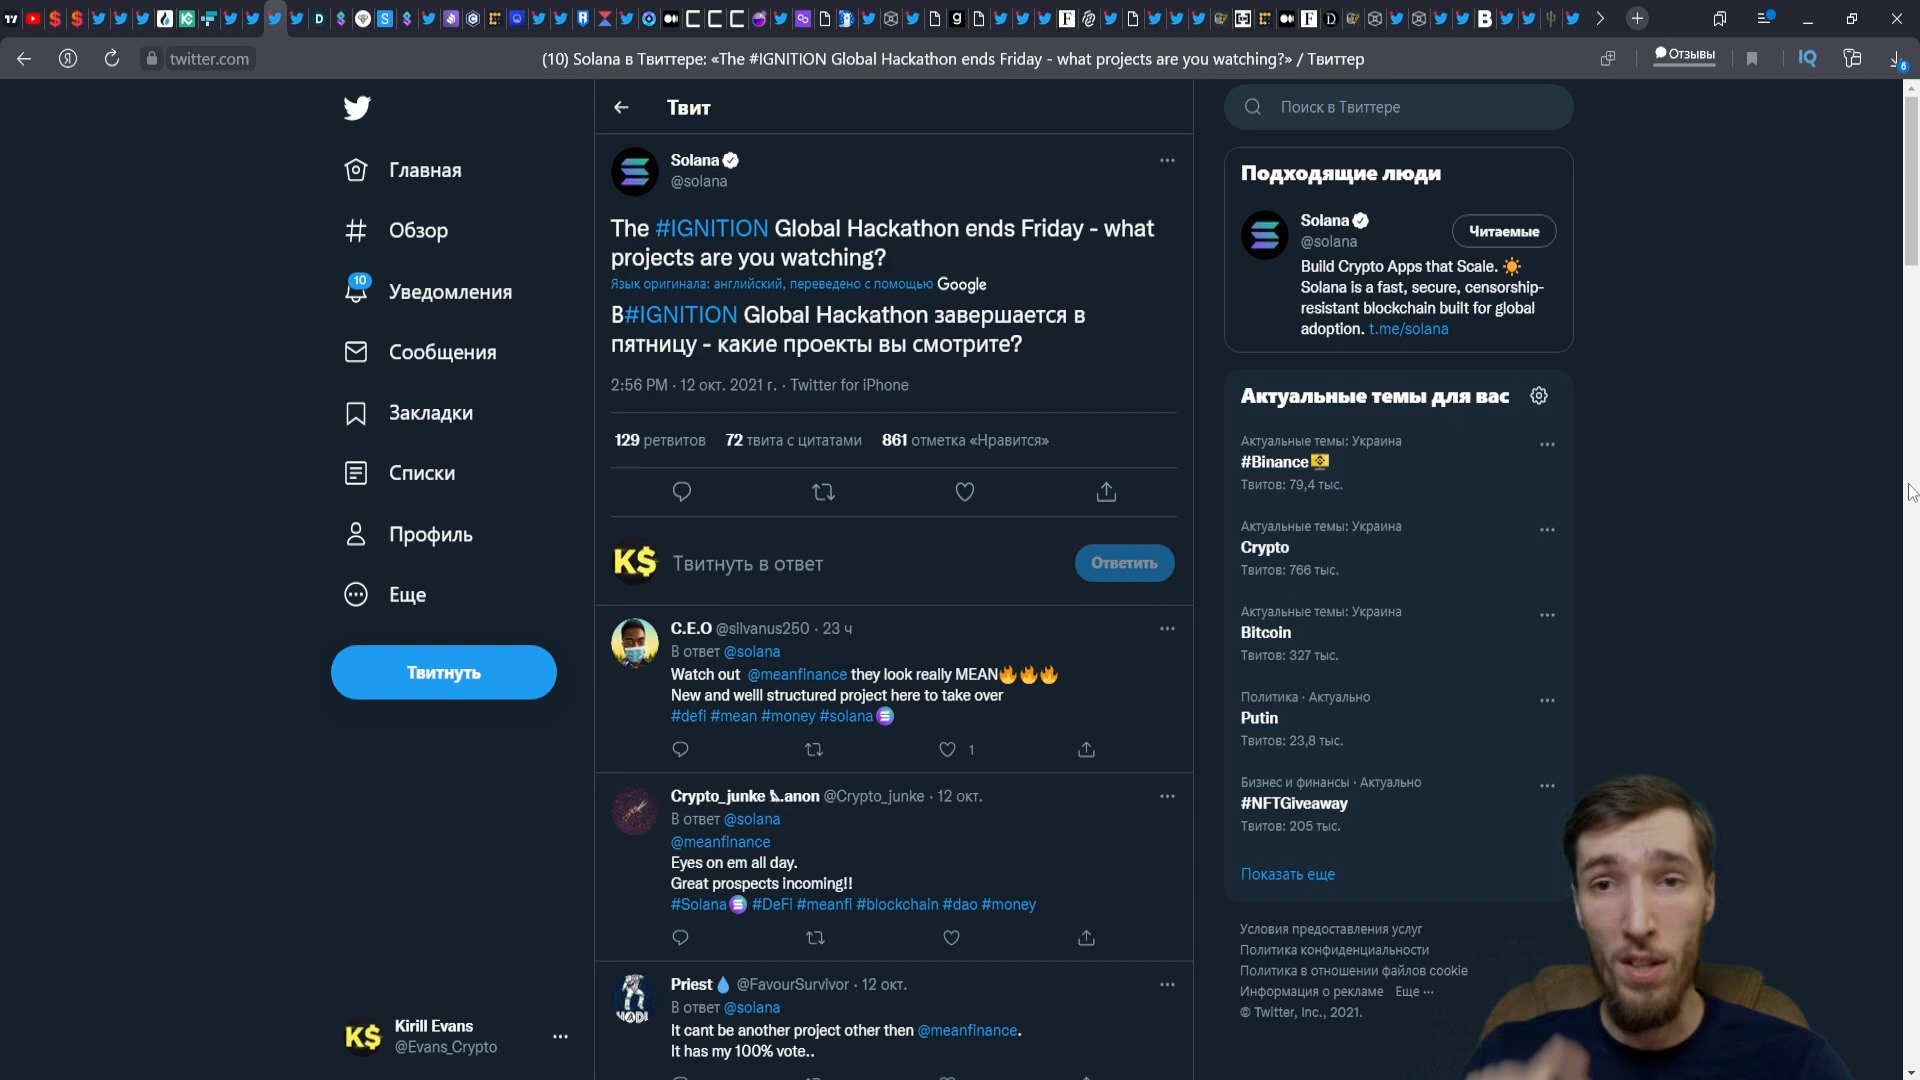 twitter.com
(10) Solana в Твиттере: «The #IGNITION Global Hackathon ends Friday - what projects are you watching?» / Твиттер
Отзывы
6
Главная
Обзор
10
Уведомления
Сообщения
Закладки
Списки
Профиль
Еще
Твитнуть
K$
Kirill Evans
@Evans_Crypto
Твит
Solana
@solana
The #IGNITION Global Hackathon ends Friday - what
projects are you watching?
Язык оригинала: английский, переведено с помощью Google
В#IGNITION Global Hackathon завершается в
пятницу - какие проекты вы смотрите?
2:56 PM · 12 окт. 2021 г. · Twitter for iPhone
129 ретвитов 72 твита с цитатами 861 отметка «Нравится»
K$
Твитнуть в ответ
Ответить
C.E.O @silvanus250 · 23 ч
В ответ @solana
Watch out @meanfinance they look really MEAN🔥🔥🔥
New and welll structured project here to take over
#defi #mean #money #solana
1
Crypto_junke .anon @Crypto_junke · 12 окт.
В ответ @solana
@meanfinance
Eyes on em all day.
Great prospects incoming!!
#Solana #DeFi #meanfi #blockchain #dao #money
Priest💧 @FavourSurvivor · 12 окт.
В ответ @solana
It cant be another project other then @meanfinance.
It has my 100% vote..
Поиск в Твиттере
Подходящие люди
Solana
@solana
Читаемые
Build Crypto Apps that Scale. ☀️
Solana is a fast, secure, censorship-
resistant blockchain built for global
adoption. t.me/solana
Актуальные темы для вас
Актуальные темы: Украина
#Binance
Твитов: 79,4 тыс.
Актуальные темы: Украина
Crypto
Твитов: 766 тыс.
Актуальные темы: Украина
Bitcoin
Твитов: 327 тыс.
Политика · Актуально
Putin
Твитов: 23,8 тыс.
Бизнес и финансы · Актуально
#NFTGiveaway
Твитов: 205 тыс.
Показать еще
Условия предоставления услуг
Политика конфиденциальности
Политика в отношении файлов cookie
Информация о рекламе Еще ···
© Twitter, Inc., 2021.